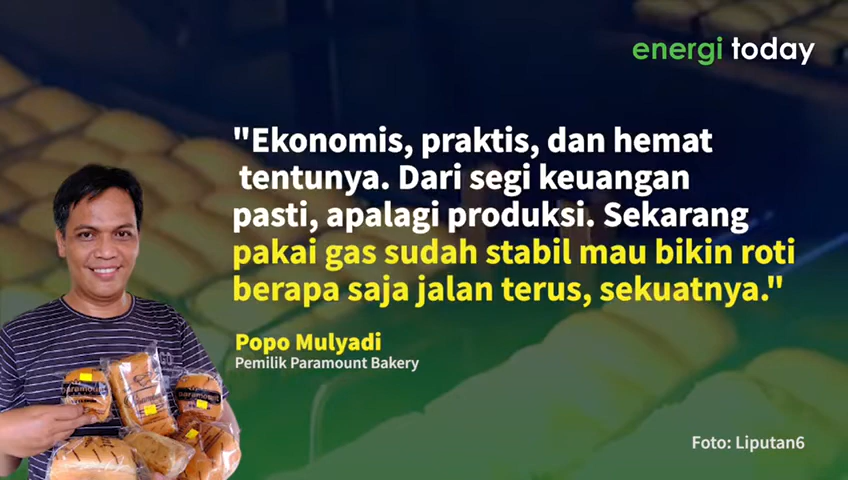 energi today
"Ekonomis, praktis, dan hemat
tentunya. Dari segi keuangan
pasti, apalagi produksi. Sekarang
pakai gas sudah stabil mau bikin roti
berapa saja jalan terus, sekuatnya."
Popo Mulyadi
Pemilik Paramount Bakery
paramount
Foto: Liputan6